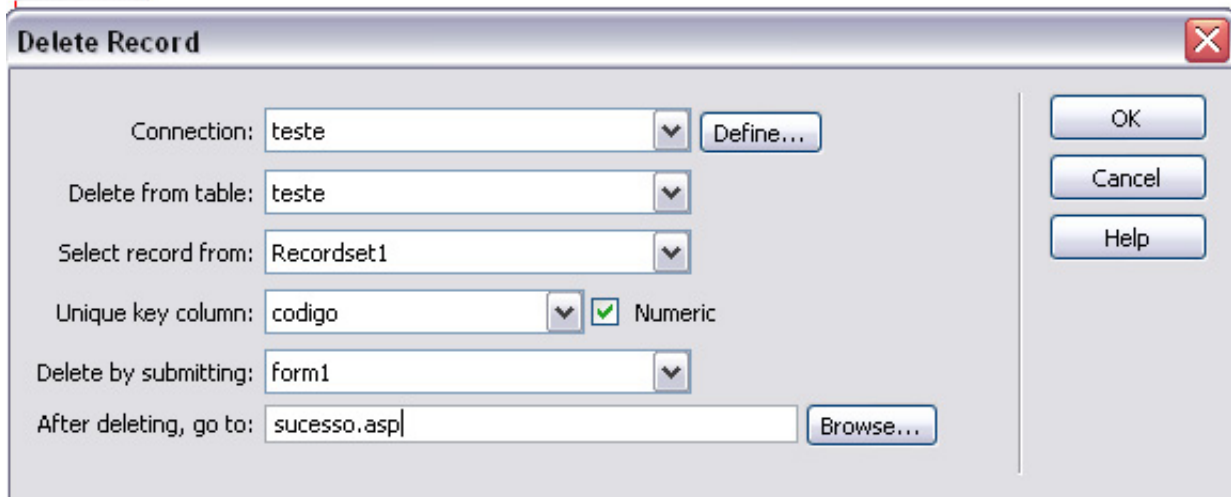 Delete Record
Connection: teste Define...
Delete from table: teste
Select record from: Recordset1
Unique key column: codigo Numeric
Delete by submitting: form1
After deleting, go to: sucesso.asp Browse...
OK
Cancel
Help